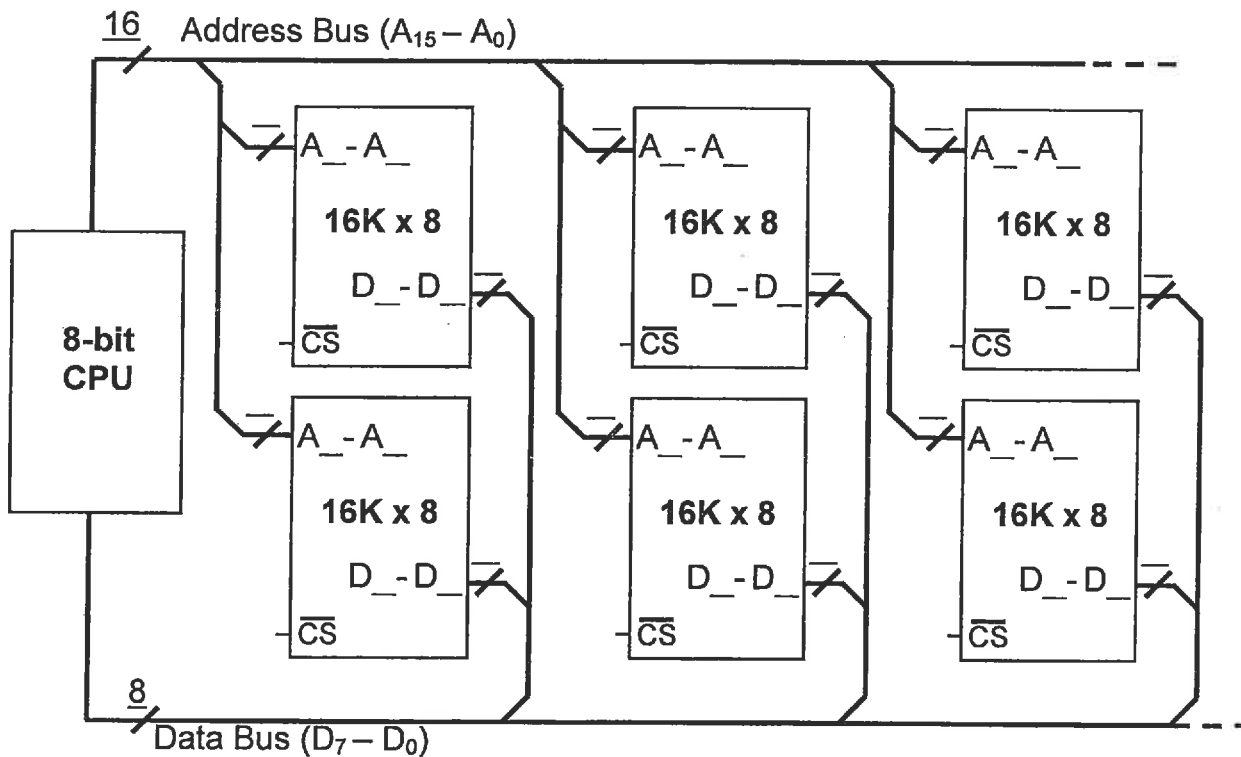 16 Address Bus (A15 – A0)
A_-A_
16K x 8
D_-D_
CS
A_-A_
16K x 8
D_-D_
CS
A_-A_
16K x 8
D_-D_
CS
8-bit
CPU
A_-A_
16K x 8
D_-D_
CS
A_-A_
16K x 8
D_-D_
CS
A_-A_
16K x 8
D_-D_
CS
8
Data Bus (D7 – D0)